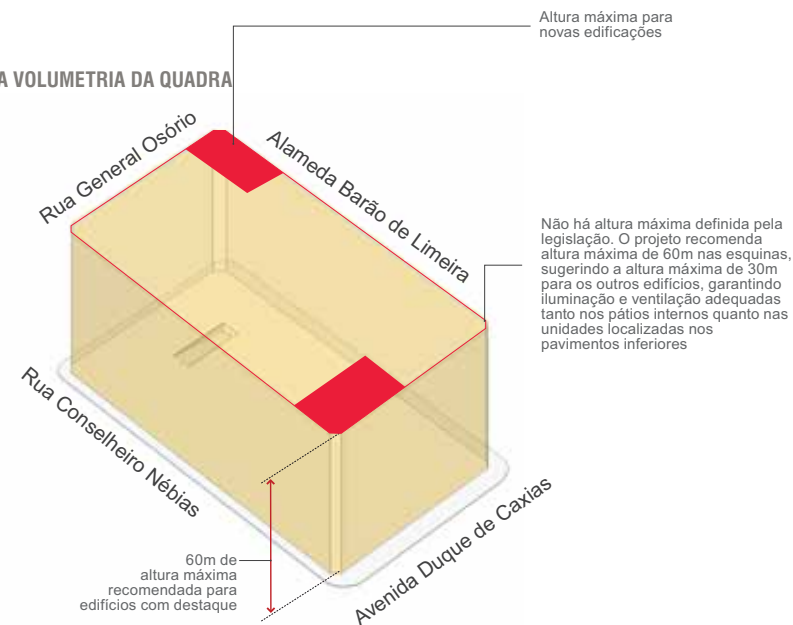 Altura máxima para
novas edificações
A VOLUMETRIA DA QUADRA
Rua General Osório
Alameda Barão de Limeira
Não há altura máxima definida pela
legislação. O projeto recomenda
altura máxima de 60m nas esquinas,
sugerindo a altura máxima de 30m
para os outros edifícios, garantindo
iluminação e ventilação adequadas
tanto nos pátios internos quanto nas
unidades localizadas nos
pavimentos inferiores
Rua Conselheiro Nébias
Avenida Duque de Caxias
60m de
altura máxima
recomendada para
edifícios com destaque